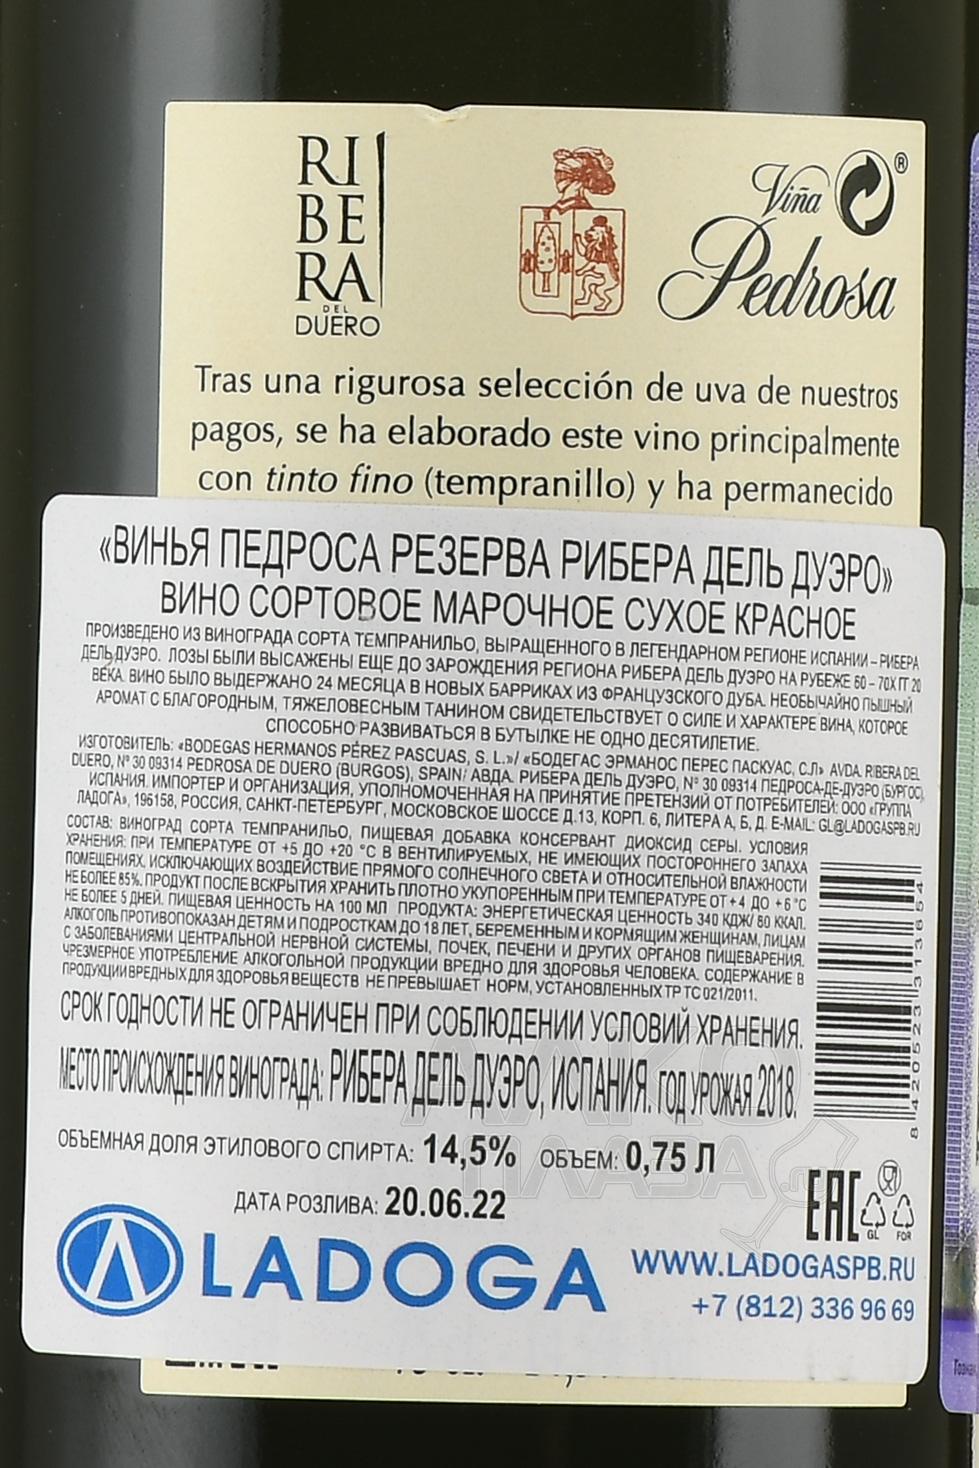 RI
BE
RA
DEL
DUERO
Viña
Pedrosa
®
Tras una rigurosa selección de uva de nuestros
pagos, se ha elaborado este vino principalmente
con tinto fino (tempranillo) y ha permanecido
«ВИНЬЯ ПЕДРОСА РЕЗЕРВА РИБЕРА ДЕЛЬ ДУЭРО»
ВИНО СОРТОВОЕ МАРОЧНОЕ СУХОЕ КРАСНОЕ
ПРОИЗВЕДЕНО ИЗ ВИНОГРАДА СОРТА ТЕМПРАНИЛЬО, ВЫРАЩЕННОГО В ЛЕГЕНДАРНОМ РЕГИОНЕ ИСПАНИИ – РИБЕРА
ДЕЛЬ ДУЭРО. ЛОЗЫ БЫЛИ ВЫСАЖЕНЫ ЕЩЕ ДО ЗАРОЖДЕНИЯ РЕГИОНА РИБЕРА ДЕЛЬ ДУЭРО НА РУБЕЖЕ 60 – 70Х ГГ 20
ВЕКА. ВИНО БЫЛО ВЫДЕРЖАНО 24 МЕСЯЦА В НОВЫХ БАРРИКАХ ИЗ ФРАНЦУЗСКОГО ДУБА. НЕОБЫЧАЙНО ПЫШНЫЙ
АРОМАТ С БЛАГОРОДНЫМ, ТЯЖЕЛОВЕСНЫМ ТАНИНОМ СВИДЕТЕЛЬСТВУЕТ О СИЛЕ И ХАРАКТЕРЕ ВИНА, КОТОРОЕ
СПОСОБНО РАЗВИВАТЬСЯ В БУТЫЛКЕ НЕ ОДНО ДЕСЯТИЛЕТИЕ.
ИЗГОТОВИТЕЛЬ: «BODEGAS HERMANOS PÉREZ PASCUAS, S. L.»/ «БОДЕГАС ЭРМАНОС ПЕРЕС ПАСКУАС, С.Л» AVDA. RIBERA DEL
DUERO, Nº 30 09314 PEDROSA DE DUERO (BURGOS), SPAIN/ АВДА. РИБЕРА ДЕЛЬ ДУЭРО, Nº 30 09314 ПЕДРОСА-ДЕ-ДУЭРО (БУРГОС),
ИСПАНИЯ. ИМПОРТЕР И ОРГАНИЗАЦИЯ, УПОЛНОМОЧЕННАЯ НА ПРИНЯТИЕ ПРЕТЕНЗИЙ ОТ ПОТРЕБИТЕЛЕЙ: ООО «ГРУППА
ЛАДОГА», 196158, РОССИЯ, САНКТ-ПЕТЕРБУРГ, МОСКОВСКОЕ ШОССЕ Д.13, КОРП. 6, ЛИТЕРА А, Б, Д. E-MAIL: GL@LADOGASPB.RU
СОСТАВ: ВИНОГРАД СОРТА ТЕМПРАНИЛЬО, ПИЩЕВАЯ ДОБАВКА КОНСЕРВАНТ ДИОКСИД СЕРЫ. УСЛОВИЯ
ХРАНЕНИЯ: ПРИ ТЕМПЕРАТУРЕ ОТ +5 ДО +20 °С В ВЕНТИЛИРУЕМЫХ, НЕ ИМЕЮЩИХ ПОСТОРОННЕГО ЗАПАХА
ПОМЕЩЕНИЯХ, ИСКЛЮЧАЮЩИХ ВОЗДЕЙСТВИЕ ПРЯМОГО СОЛНЕЧНОГО СВЕТА И ОТНОСИТЕЛЬНОЙ ВЛАЖНОСТИ
НЕ БОЛЕЕ 85%. ПРОДУКТ ПОСЛЕ ВСКРЫТИЯ ХРАНИТЬ ПЛОТНО УКУПОРЕННЫМ ПРИ ТЕМПЕРАТУРЕ ОТ +4 ДО +6 °С
НЕ БОЛЕЕ 5 ДНЕЙ. ПИЩЕВАЯ ЦЕННОСТЬ НА 100 МЛ ПРОДУКТА: ЭНЕРГЕТИЧЕСКАЯ ЦЕННОСТЬ 340 КДЖ/ 80 ККАЛ.
АЛКОГОЛЬ ПРОТИВОПОКАЗАН ДЕТЯМ И ПОДРОСТКАМ ДО 18 ЛЕТ, БЕРЕМЕННЫМ И КОРМЯЩИМ ЖЕНЩИНАМ, ЛИЦАМ
С ЗАБОЛЕВАНИЯМИ ЦЕНТРАЛЬНОЙ НЕРВНОЙ СИСТЕМЫ, ПОЧЕК, ПЕЧЕНИ И ДРУГИХ ОРГАНОВ ПИЩЕВАРЕНИЯ.
ЧРЕЗМЕРНОЕ УПОТРЕБЛЕНИЕ АЛКОГОЛЬНОЙ ПРОДУКЦИИ ВРЕДНО ДЛЯ ЗДОРОВЬЯ ЧЕЛОВЕКА. СОДЕРЖАНИЕ В
ПРОДУКЦИИ ВРЕДНЫХ ДЛЯ ЗДОРОВЬЯ ВЕЩЕСТВ НЕ ПРЕВЫШАЕТ НОРМ, УСТАНОВЛЕННЫХ ТР ТС 021/2011.
СРОК ГОДНОСТИ НЕ ОГРАНИЧЕН ПРИ СОБЛЮДЕНИИ УСЛОВИЙ ХРАНЕНИЯ.
МЕСТО ПРОИСХОЖДЕНИЯ ВИНОГРАДА: РИБЕРА ДЕЛЬ ДУЭРО, ИСПАНИЯ. ГОД УРОЖАЯ 2018.
8 420523 313654
ОБЪЕМНАЯ ДОЛЯ ЭТИЛОВОГО СПИРТА: 14,5% ОБЪЕМ: 0,75 Л
ДАТА РОЗЛИВА: 20.06.22
EAC
GL
FOR
LADOGA
WWW.LADOGASPB.RU
+7 (812) 336 96 69
АЛКО
ПЛАЗА